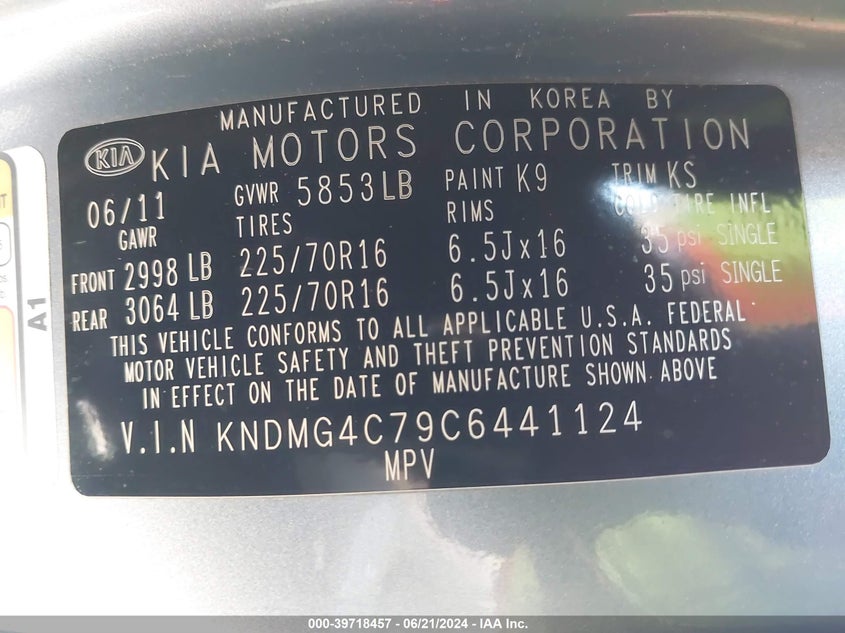 MANUFACTURED IN KOREA BY
KIA KIA MOTORS CORPORATION
06/11 GVWR 5853LB PAINT K9 TRIM KS
GAWR TIRES RIMS COLD TIRE INFL
FRONT 2998 LB 225/70R16 6.5Jx16 35 psi SINGLE
REAR 3064 LB 225/70R16 6.5Jx16 35 psi SINGLE
THIS VEHICLE CONFORMS TO ALL APPLICABLE U.S.A. FEDERAL
MOTOR VEHICLE SAFETY AND THEFT PREVENTION STANDARDS
IN EFFECT ON THE DATE OF MANUFACTURE SHOWN ABOVE
V.I.N KNDMG4C79C6441124
MPV
A1
000-39718457 - 06/21/2024 - IAA Inc.